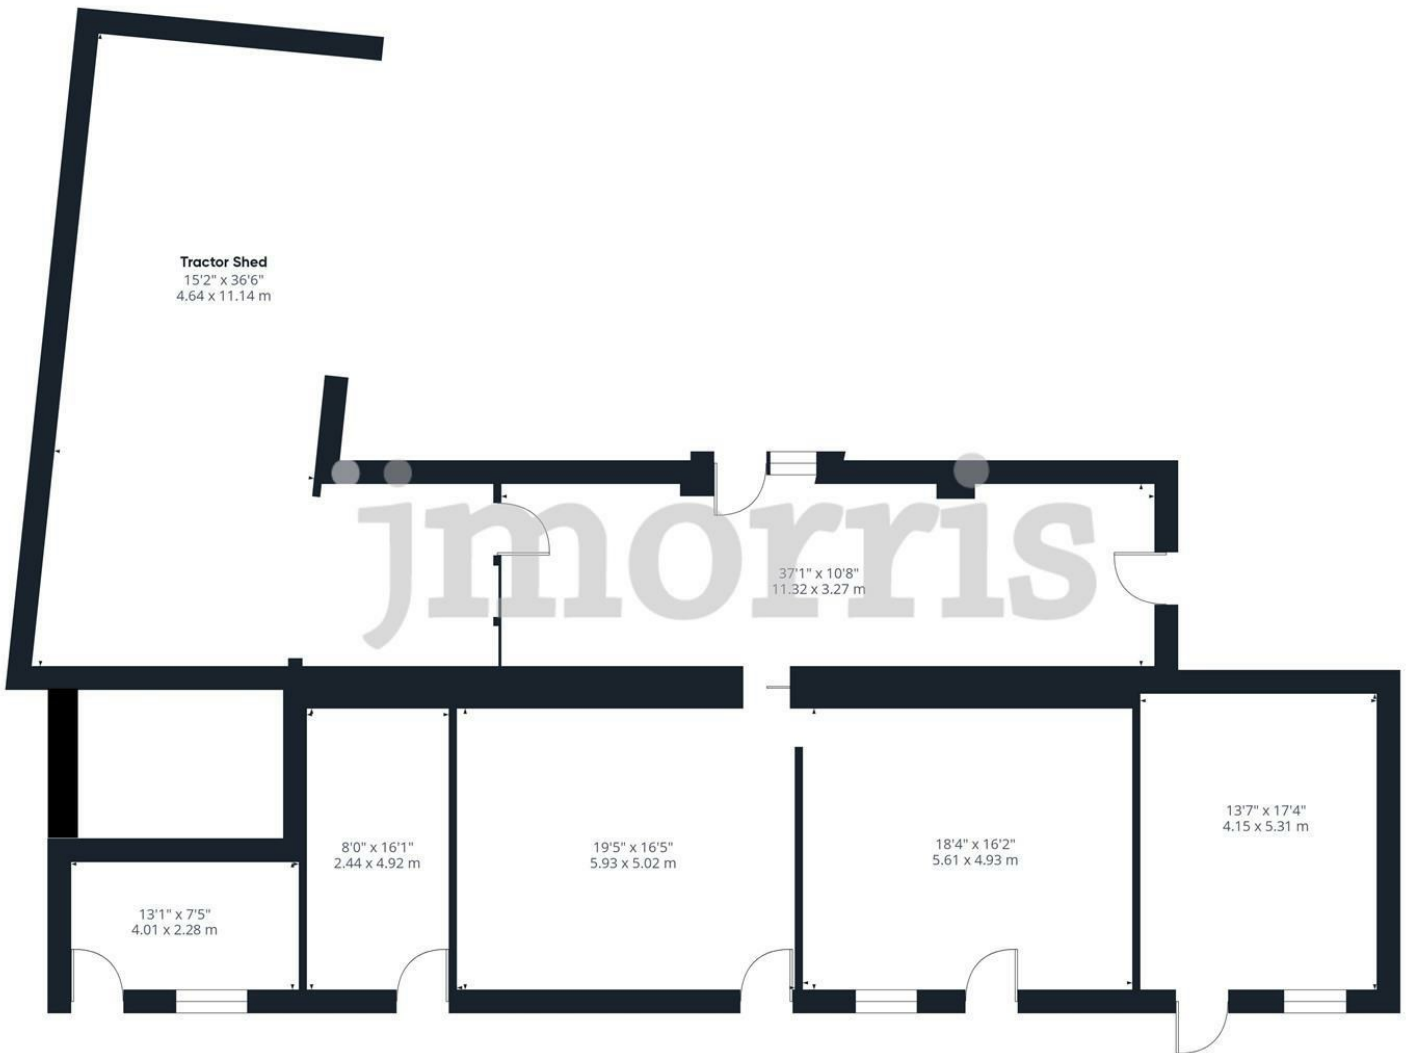 Tractor Shed
15'2" x 36'6"
4.64 x 11.14 m
jmorris
37'1" x 10'8"
11.32 x 3.27 m
13'7" x 17'4"
4.15 x 5.31 m
8'0" x 16'1"
2.44 x 4.92 m
19'5" x 16'5"
5.93 x 5.02 m
18'4" x 16'2"
5.61 x 4.93 m
13'1" x 7'5"
4.01 x 2.28 m